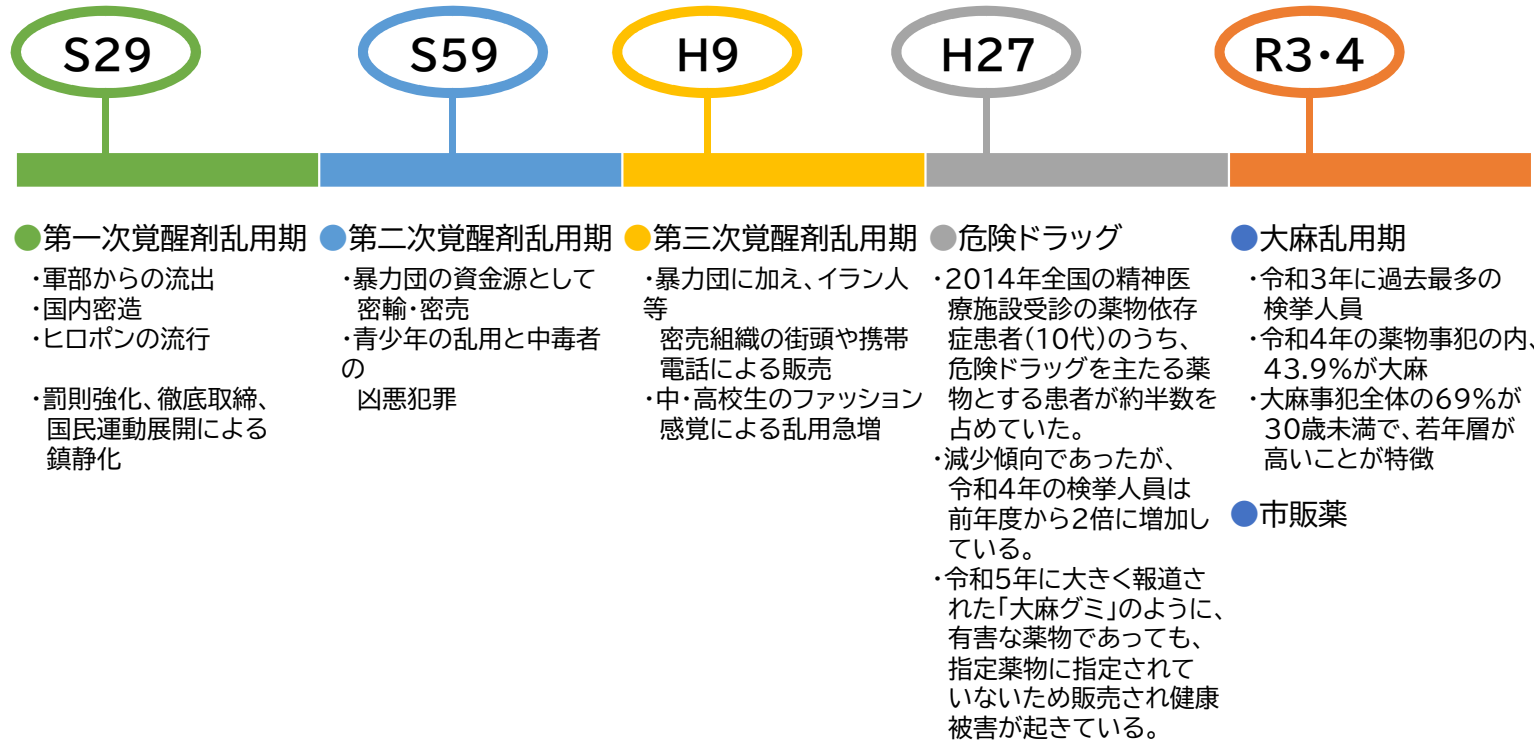 S29
S59
H9
H27
R3・4
●第一次覚醒剤乱用期
・軍部からの流出
・国内密造
・ヒロポンの流行
・罰則強化、徹底取締、
国民運動展開による
鎮静化
●第二次覚醒剤乱用期
・暴力団の資金源として
密輸・密売
・青少年の乱用と中毒者
の
凶悪犯罪
●第三次覚醒剤乱用期
・暴力団に加え、イラン人
等
密売組織の街頭や携帯
電話による販売
・中・高校生のファッション
感覚による乱用急増
●危険ドラッグ
・2014年全国の精神医
療施設受診の薬物依存
症患者(10代)のうち、
危険ドラッグを主たる薬
物とする患者が約半数を
占めていた。
・減少傾向であったが、
令和4年の検挙人員は
前年度から2倍に増加し
ている。
・令和5年に大きく報道さ
れた「大麻グミ」のように、
有害な薬物であっても、
指定薬物に指定されて
いないため販売され健康
被害が起きている。
●大麻乱用期
・令和3年に過去最多の
検挙人員
・令和4年の薬物事犯の内、
43.9%が大麻
・大麻事犯全体の69%が
30歳未満で、若年層が
高いことが特徴
●市販薬